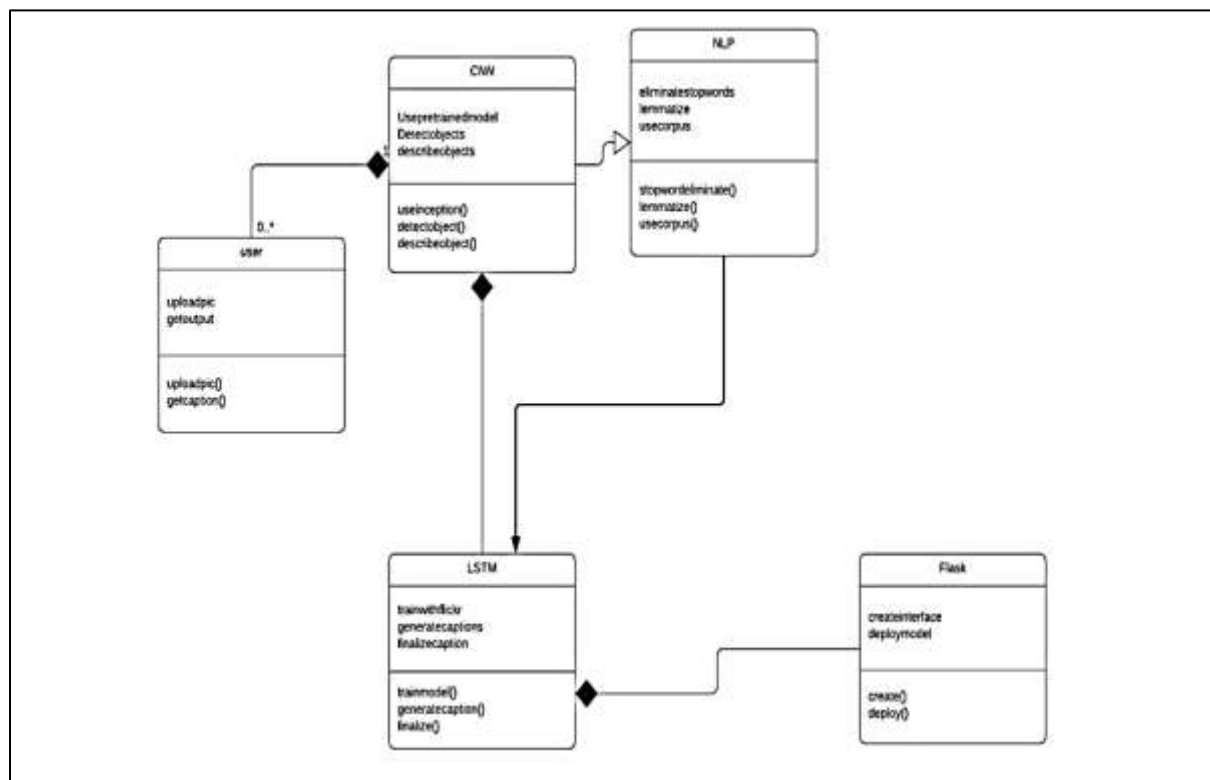 CNN
Usepretrainedmodel
Detectobjects
describeobjects
useinception()
detectobject()
describeobject()
NLP
eliminatestopwords
lemmatize
usecorpus
stopwordeliminate()
lemmatize()
usecorpus()
0..*
user
uploadpic
getoutput
uploadpic()
getcaption()
LSTM
trainwithflickr
generatecaptions
finalizecaption
trainmodel()
generatecaption()
finalize()
Flask
createinterface
deploymodel
create()
deploy()